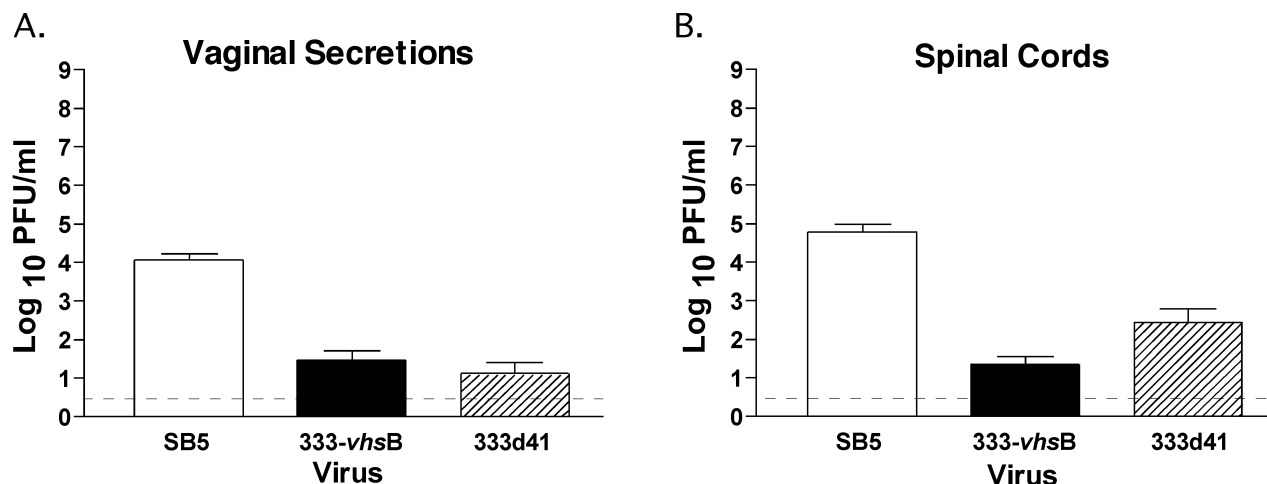 A.
Vaginal Secretions
Log 10 PFU/ml
9
8
7
6
5
4
3
2
1
0
SB5 333-vhsB 333d41
Virus
B.
Spinal Cords
Log 10 PFU/ml
9
8
7
6
5
4
3
2
1
0
SB5 333-vhsB 333d41
Virus